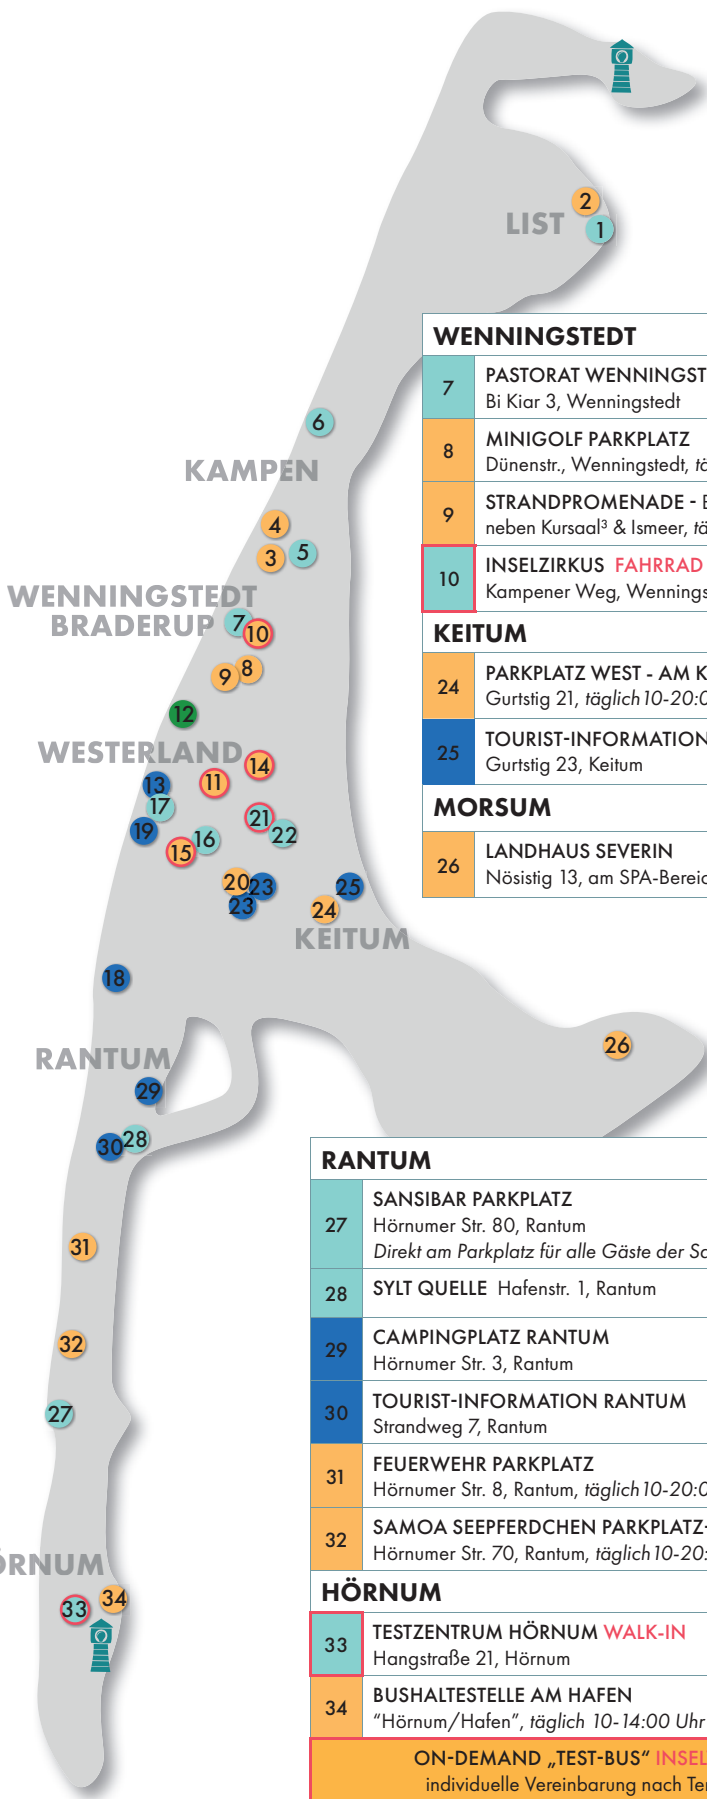 2
LIST
1
6
KAMPEN
4
3
5
WENNINGSTEDT
BRADERUP
7
10
9
8
12
WESTERLAND
14
13
11
17
21
19
16
22
15
20
23
23
25
24
KEITUM
18
26
RANTUM
29
30
28
31
32
27
ÖRNUM
33
34
WENNINGSTEDT
7 PASTORAT WENNINGST
Bi Kiar 3, Wenningstedt
8 MINIGOLF PARKPLATZ
Dünenstr., Wenningstedt, tä
9 STRANDPROMENADE -
neben Kursaal³ & Ismeer, tä
10 INSELZIRKUS FAHRRAD
Kampener Weg, Wennings
KEITUM
24 PARKPLATZ WEST - AM K
Gurtstig 21, täglich 10-20:0
25 TOURIST-INFORMATION
Gurtstig 23, Keitum
MORSUM
26 LANDHAUS SEVERIN
Nösistig 13, am SPA-Bereic
RANTUM
27 SANSIBAR PARKPLATZ
Hörnumer Str. 80, Rantum
Direkt am Parkplatz für alle Gäste der Sa
28 SYLT QUELLE Hafenstr. 1, Rantum
29 CAMPINGPLATZ RANTUM
Hörnumer Str. 3, Rantum
30 TOURIST-INFORMATION RANTUM
Strandweg 7, Rantum
31 FEUERWEHR PARKPLATZ
Hörnumer Str. 8, Rantum, täglich 10-20:0
32 SAMOA SEEPFERDCHEN PARKPLATZ-
Hörnumer Str. 70, Rantum, täglich 10-20:
HÖRNUM
33 TESTZENTRUM HÖRNUM WALK-IN
Hangstraße 21, Hörnum
34 BUSHALTESTELLE AM HAFEN
"Hörnum/Hafen", täglich 10-14:00 Uhr
ON-DEMAND „TEST-BUS“ INSEL
individuelle Vereinbarung nach Ter